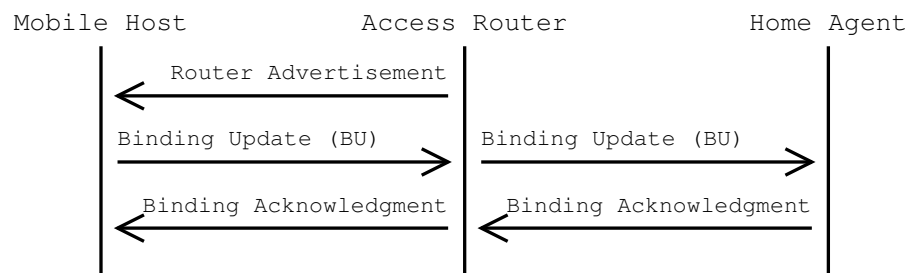 Mobile Host Access Router Home Agent
Router Advertisement
Binding Update (BU) Binding Update (BU)
Binding Acknowledgment Binding Acknowledgment